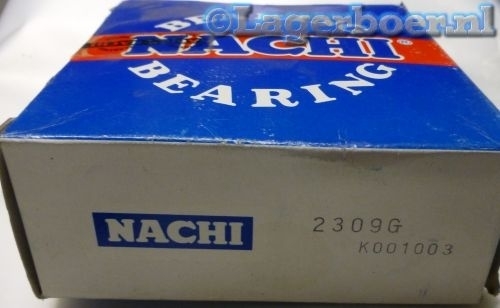 ©Lagerboer.nl
NACHI®
BEARING
NACHI
2309G
K001003